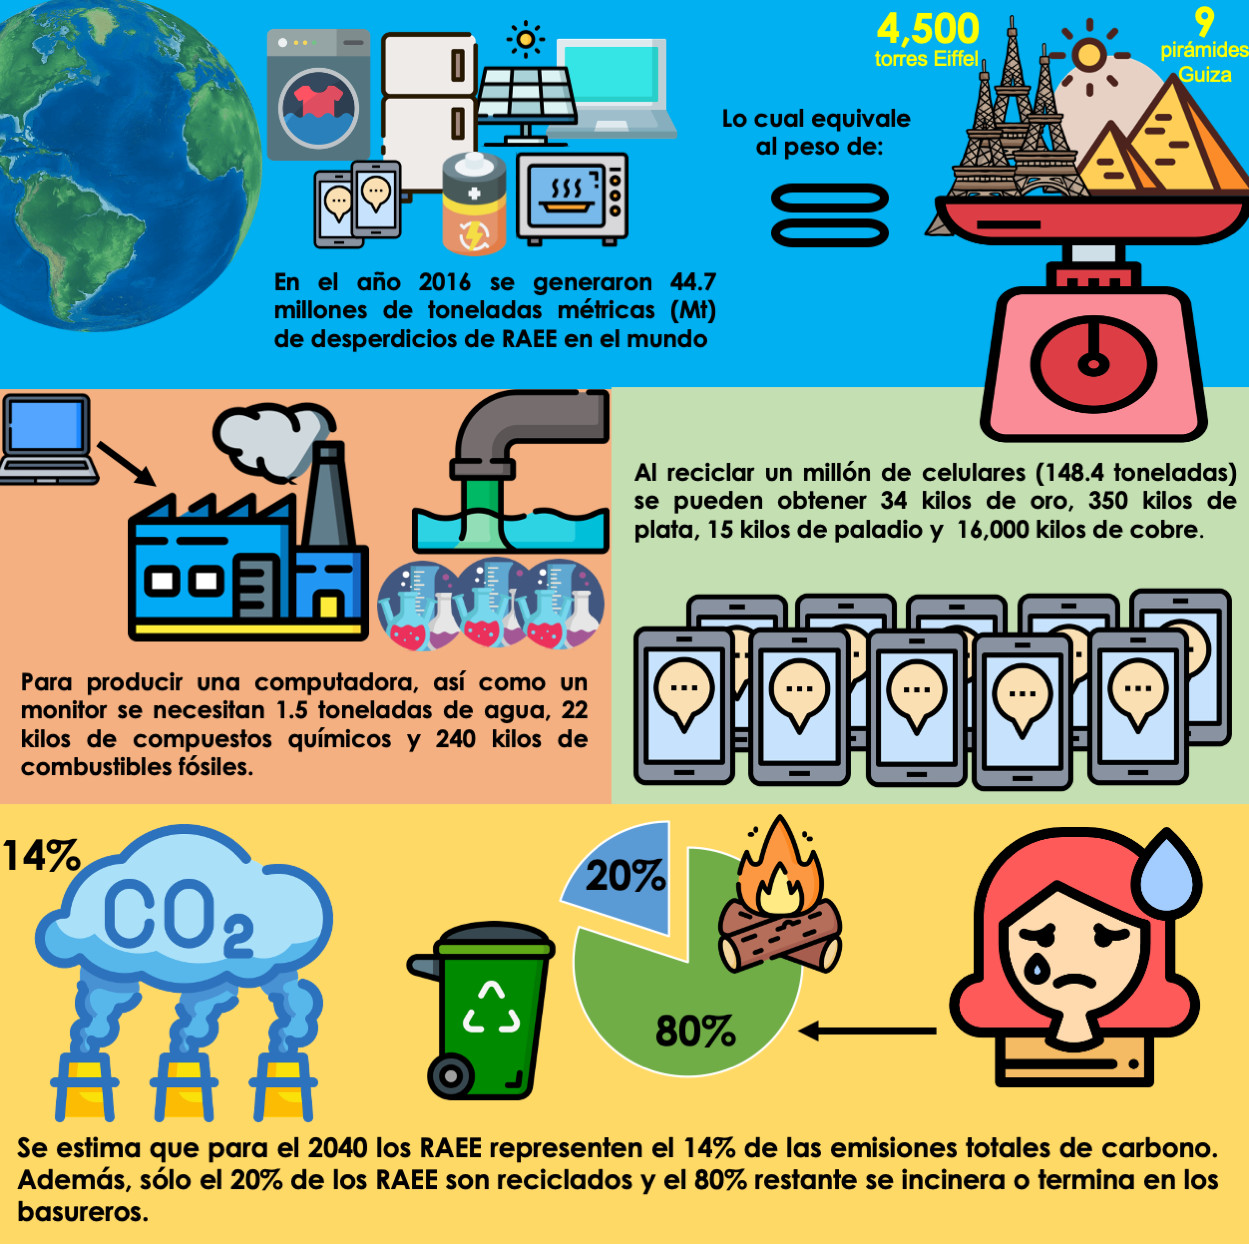 4,500
torres Eiffel
9
pirámides
Guiza
Lo cual equivale
al peso de:
En el año 2016 se generaron 44.7
millones de toneladas métricas (Mt)
de desperdicios de RAEE en el mundo
Al reciclar un millón de celulares (148.4 toneladas)
se pueden obtener 34 kilos de oro, 350 kilos de
plata, 15 kilos de paladio y 16,000 kilos de cobre.
Para producir una computadora, así como un
monitor se necesitan 1.5 toneladas de agua, 22
kilos de compuestos químicos y 240 kilos de
combustibles fósiles.
14%
CO2
20%
80%
Se estima que para el 2040 los RAEE representen el 14% de las emisiones totales de carbono.
Además, sólo el 20% de los RAEE son reciclados y el 80% restante se incinera o termina en los
basureros.